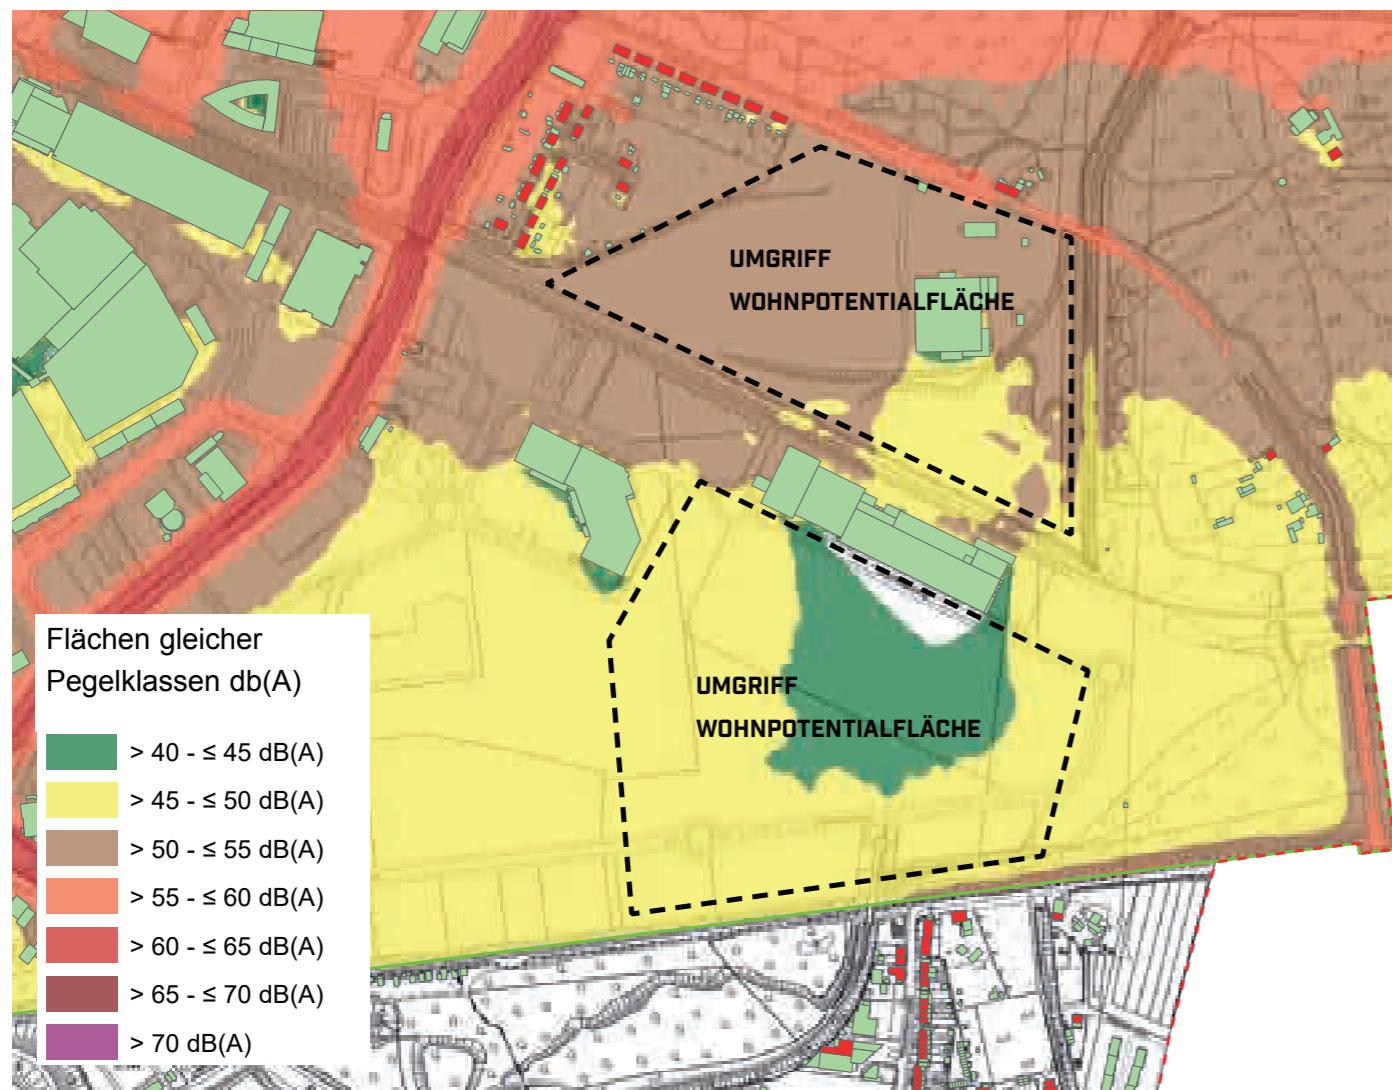 UMGRIFF
WOHNPOTENTIALFLÄCHE
UMGRIFF
WOHNPOTENTIALFLÄCHE
Flächen gleicher
Pegelklassen db(A)
> 40 - ≤ 45 dB(A)
> 45 - ≤ 50 dB(A)
> 50 - ≤ 55 dB(A)
> 55 - ≤ 60 dB(A)
> 60 - ≤ 65 dB(A)
> 65 - ≤ 70 dB(A)
> 70 dB(A)